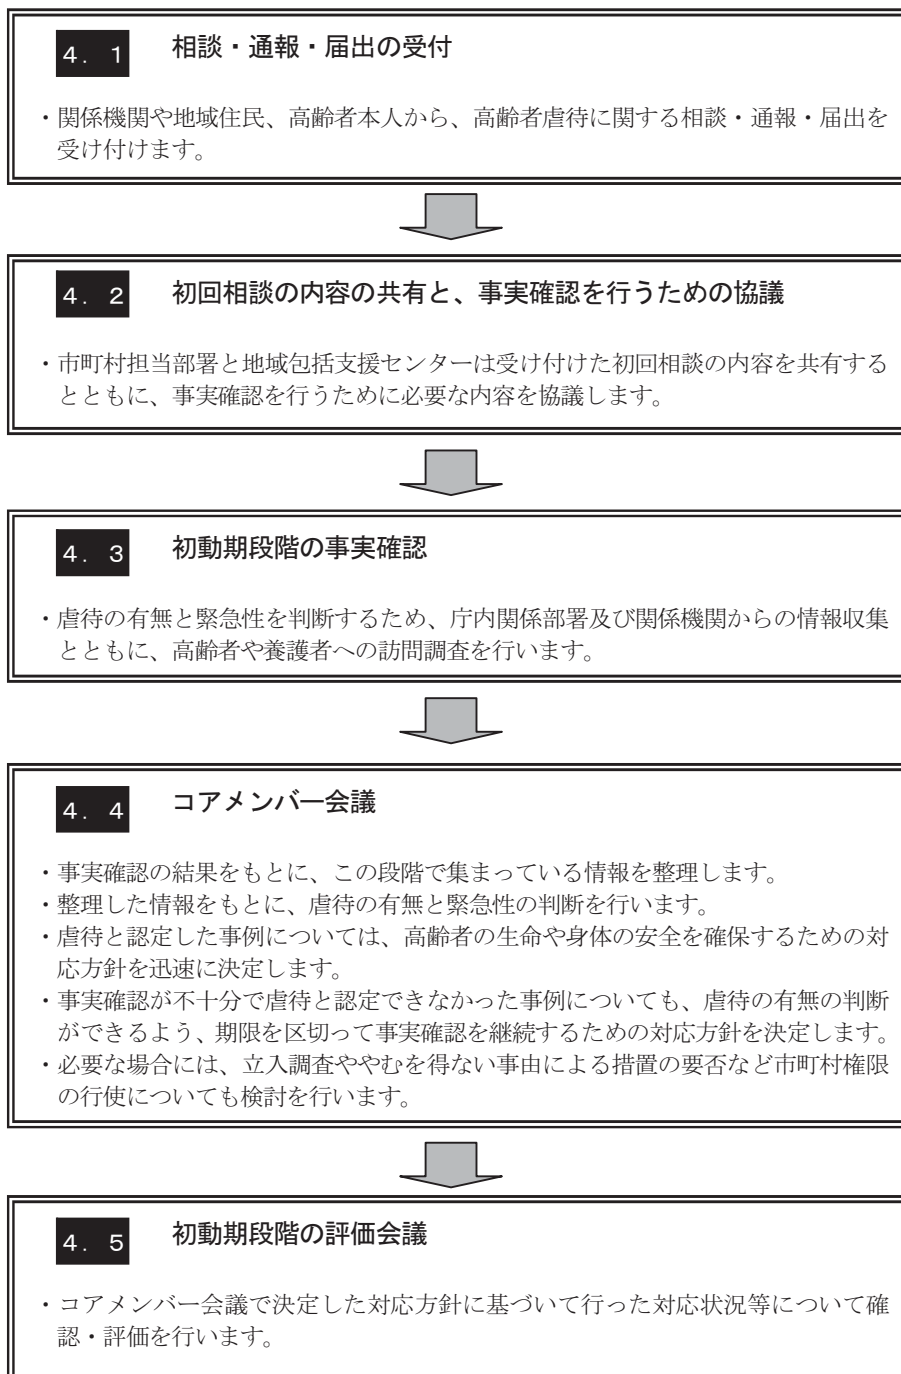 4. 1 相談・通報・届出の受付
・関係機関や地域住民、高齢者本人から、高齢者虐待に関する相談・通報・届出を
受け付けます。
4. 2 初回相談の内容の共有と、事実確認を行うための協議
・市町村担当部署と地域包括支援センターは受け付けた初回相談の内容を共有する
とともに、事実確認を行うために必要な内容を協議します。
4. 3 初動期段階の事実確認
・虐待の有無と緊急性を判断するため、庁内関係部署及び関係機関からの情報収集
とともに、高齢者や養護者への訪問調査を行います。
4. 4 コアメンバー会議
・事実確認の結果をもとに、この段階で集まっている情報を整理します。
・整理した情報をもとに、虐待の有無と緊急性の判断を行います。
・虐待と認定した事例については、高齢者の生命や身体の安全を確保するための対
応方針を迅速に決定します。
・事実確認が不十分で虐待と認定できなかった事例についても、虐待の有無の判断
ができるよう、期限を区切って事実確認を継続するための対応方針を決定します。
・必要な場合には、立入調査ややむを得ない事由による措置の要否など市町村権限
の行使についても検討を行います。
4. 5 初動期段階の評価会議
・コアメンバー会議で決定した対応方針に基づいて行った対応状況等について確
認・評価を行います。